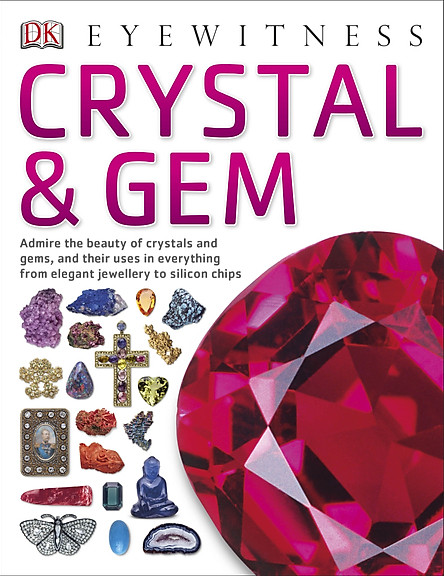 DK EYEWITNESS
CRYSTAL
& GEM
Admire the beauty of crystals and
gems, and their uses in everything
from elegant jewellery to silicon chips